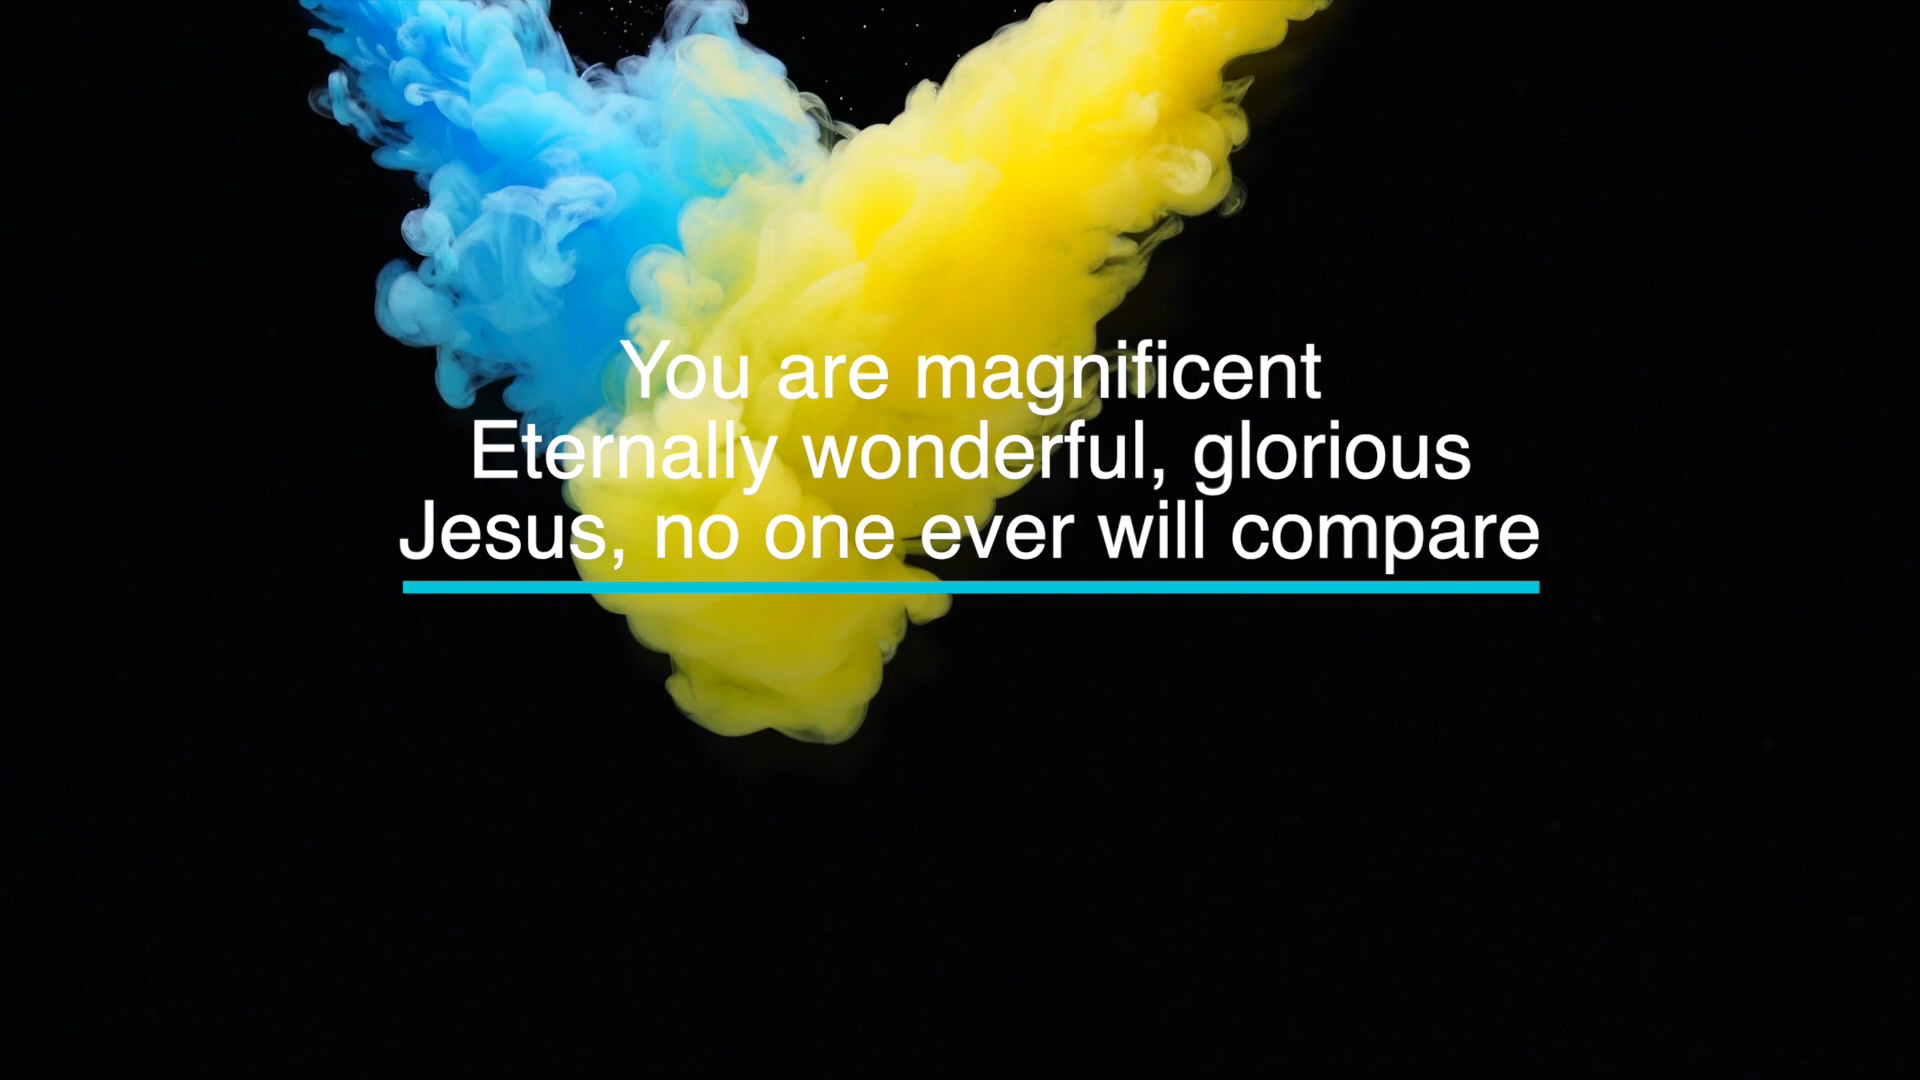 You are magnificent
Eternally wonderful, glorious
Jesus, no one ever will compare